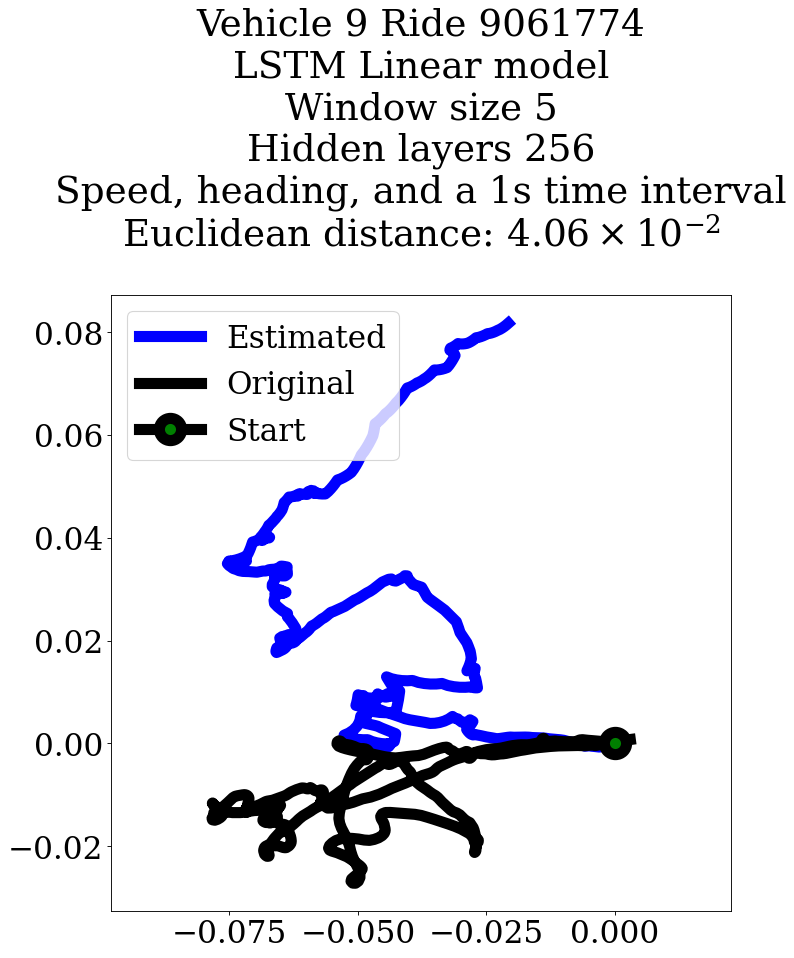 Vehicle 9 Ride 9061774
LSTM Linear model
Window size 5
Hidden layers 256
Speed, heading, and a 1s time interval
Euclidean distance: 4.06 × 10⁻²
Estimated
Original
Start
0.08
0.06
0.04
0.02
0.00
−0.02
−0.075 −0.050 −0.025 0.000